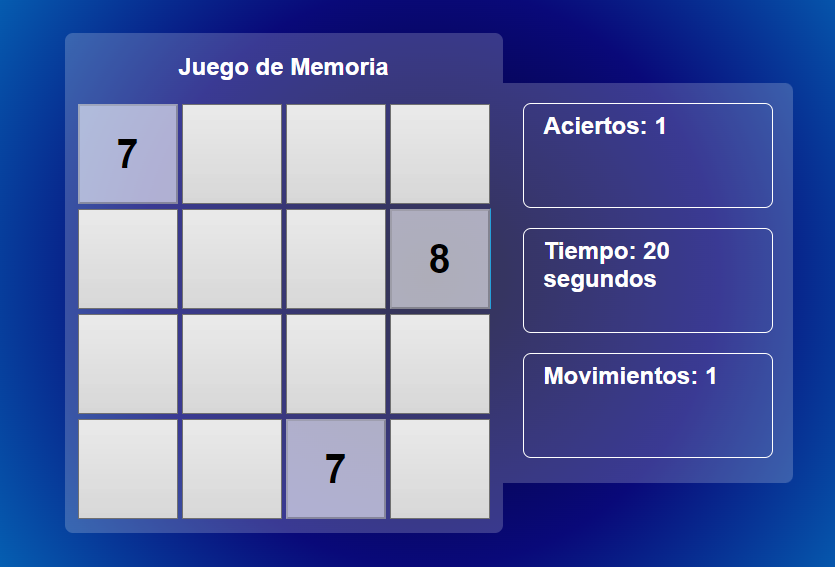 Juego de Memoria
7
8
7
Aciertos: 1
Tiempo: 20
segundos
Movimientos: 1